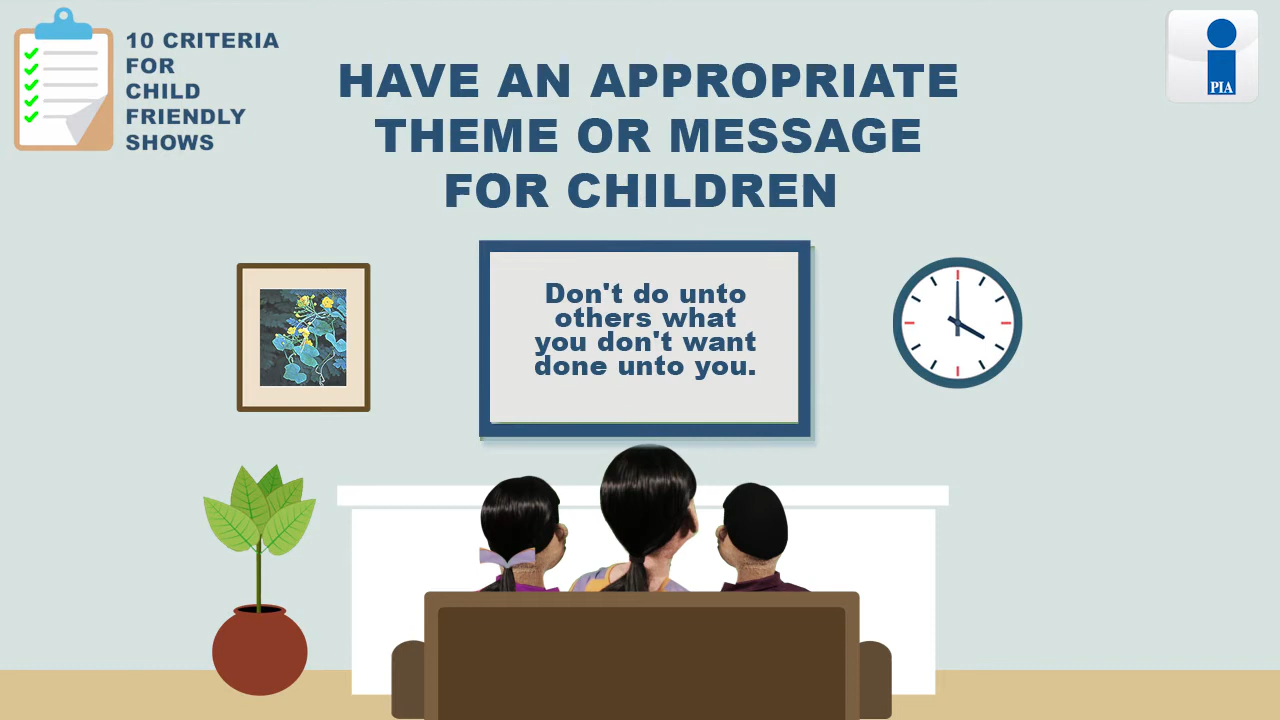 10 CRITERIA
FOR
CHILD
FRIENDLY
SHOWS
HAVE AN APPROPRIATE
THEME OR MESSAGE
FOR CHILDREN
PIA
Don't do unto
others what
you don't want
done unto you.